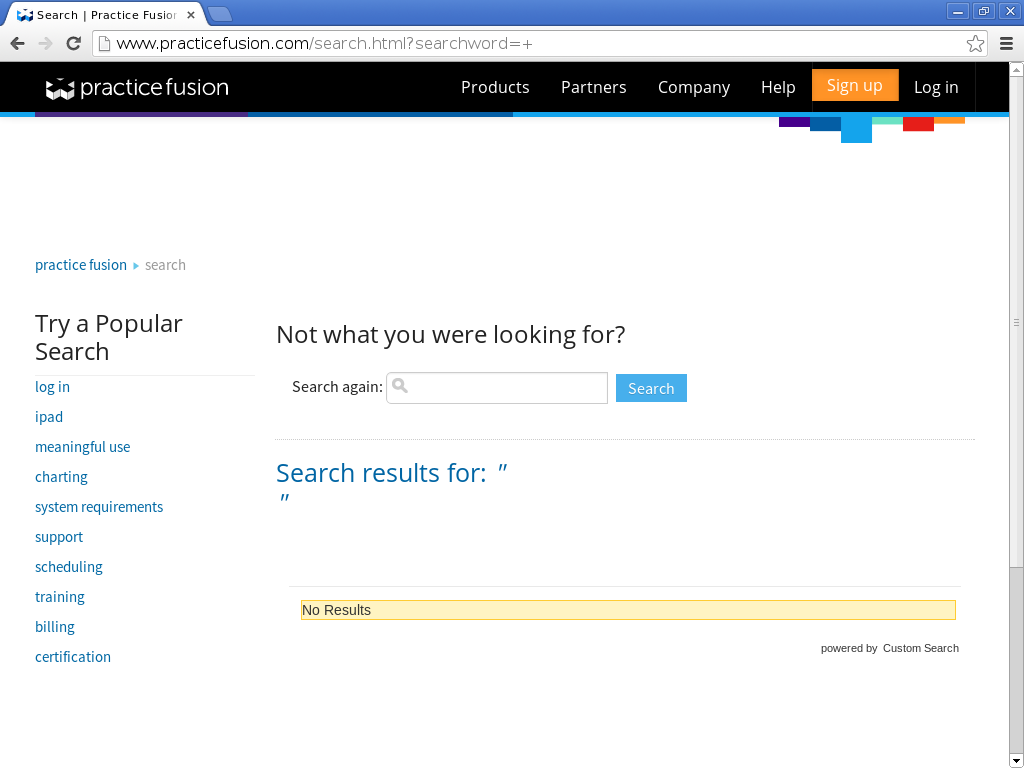 Search | Practice Fusion
www.practicefusion.com/search.html?searchword=+
practice fusion
Products
Partners
Company
Help
Sign up
Log in
practice fusion
search
Try a Popular
Search
log in
ipad
meaningful use
charting
system requirements
support
scheduling
training
billing
certification
Not what you were looking for?
Search again:
Search
Search results for: "
"
No Results
powered by Custom Search